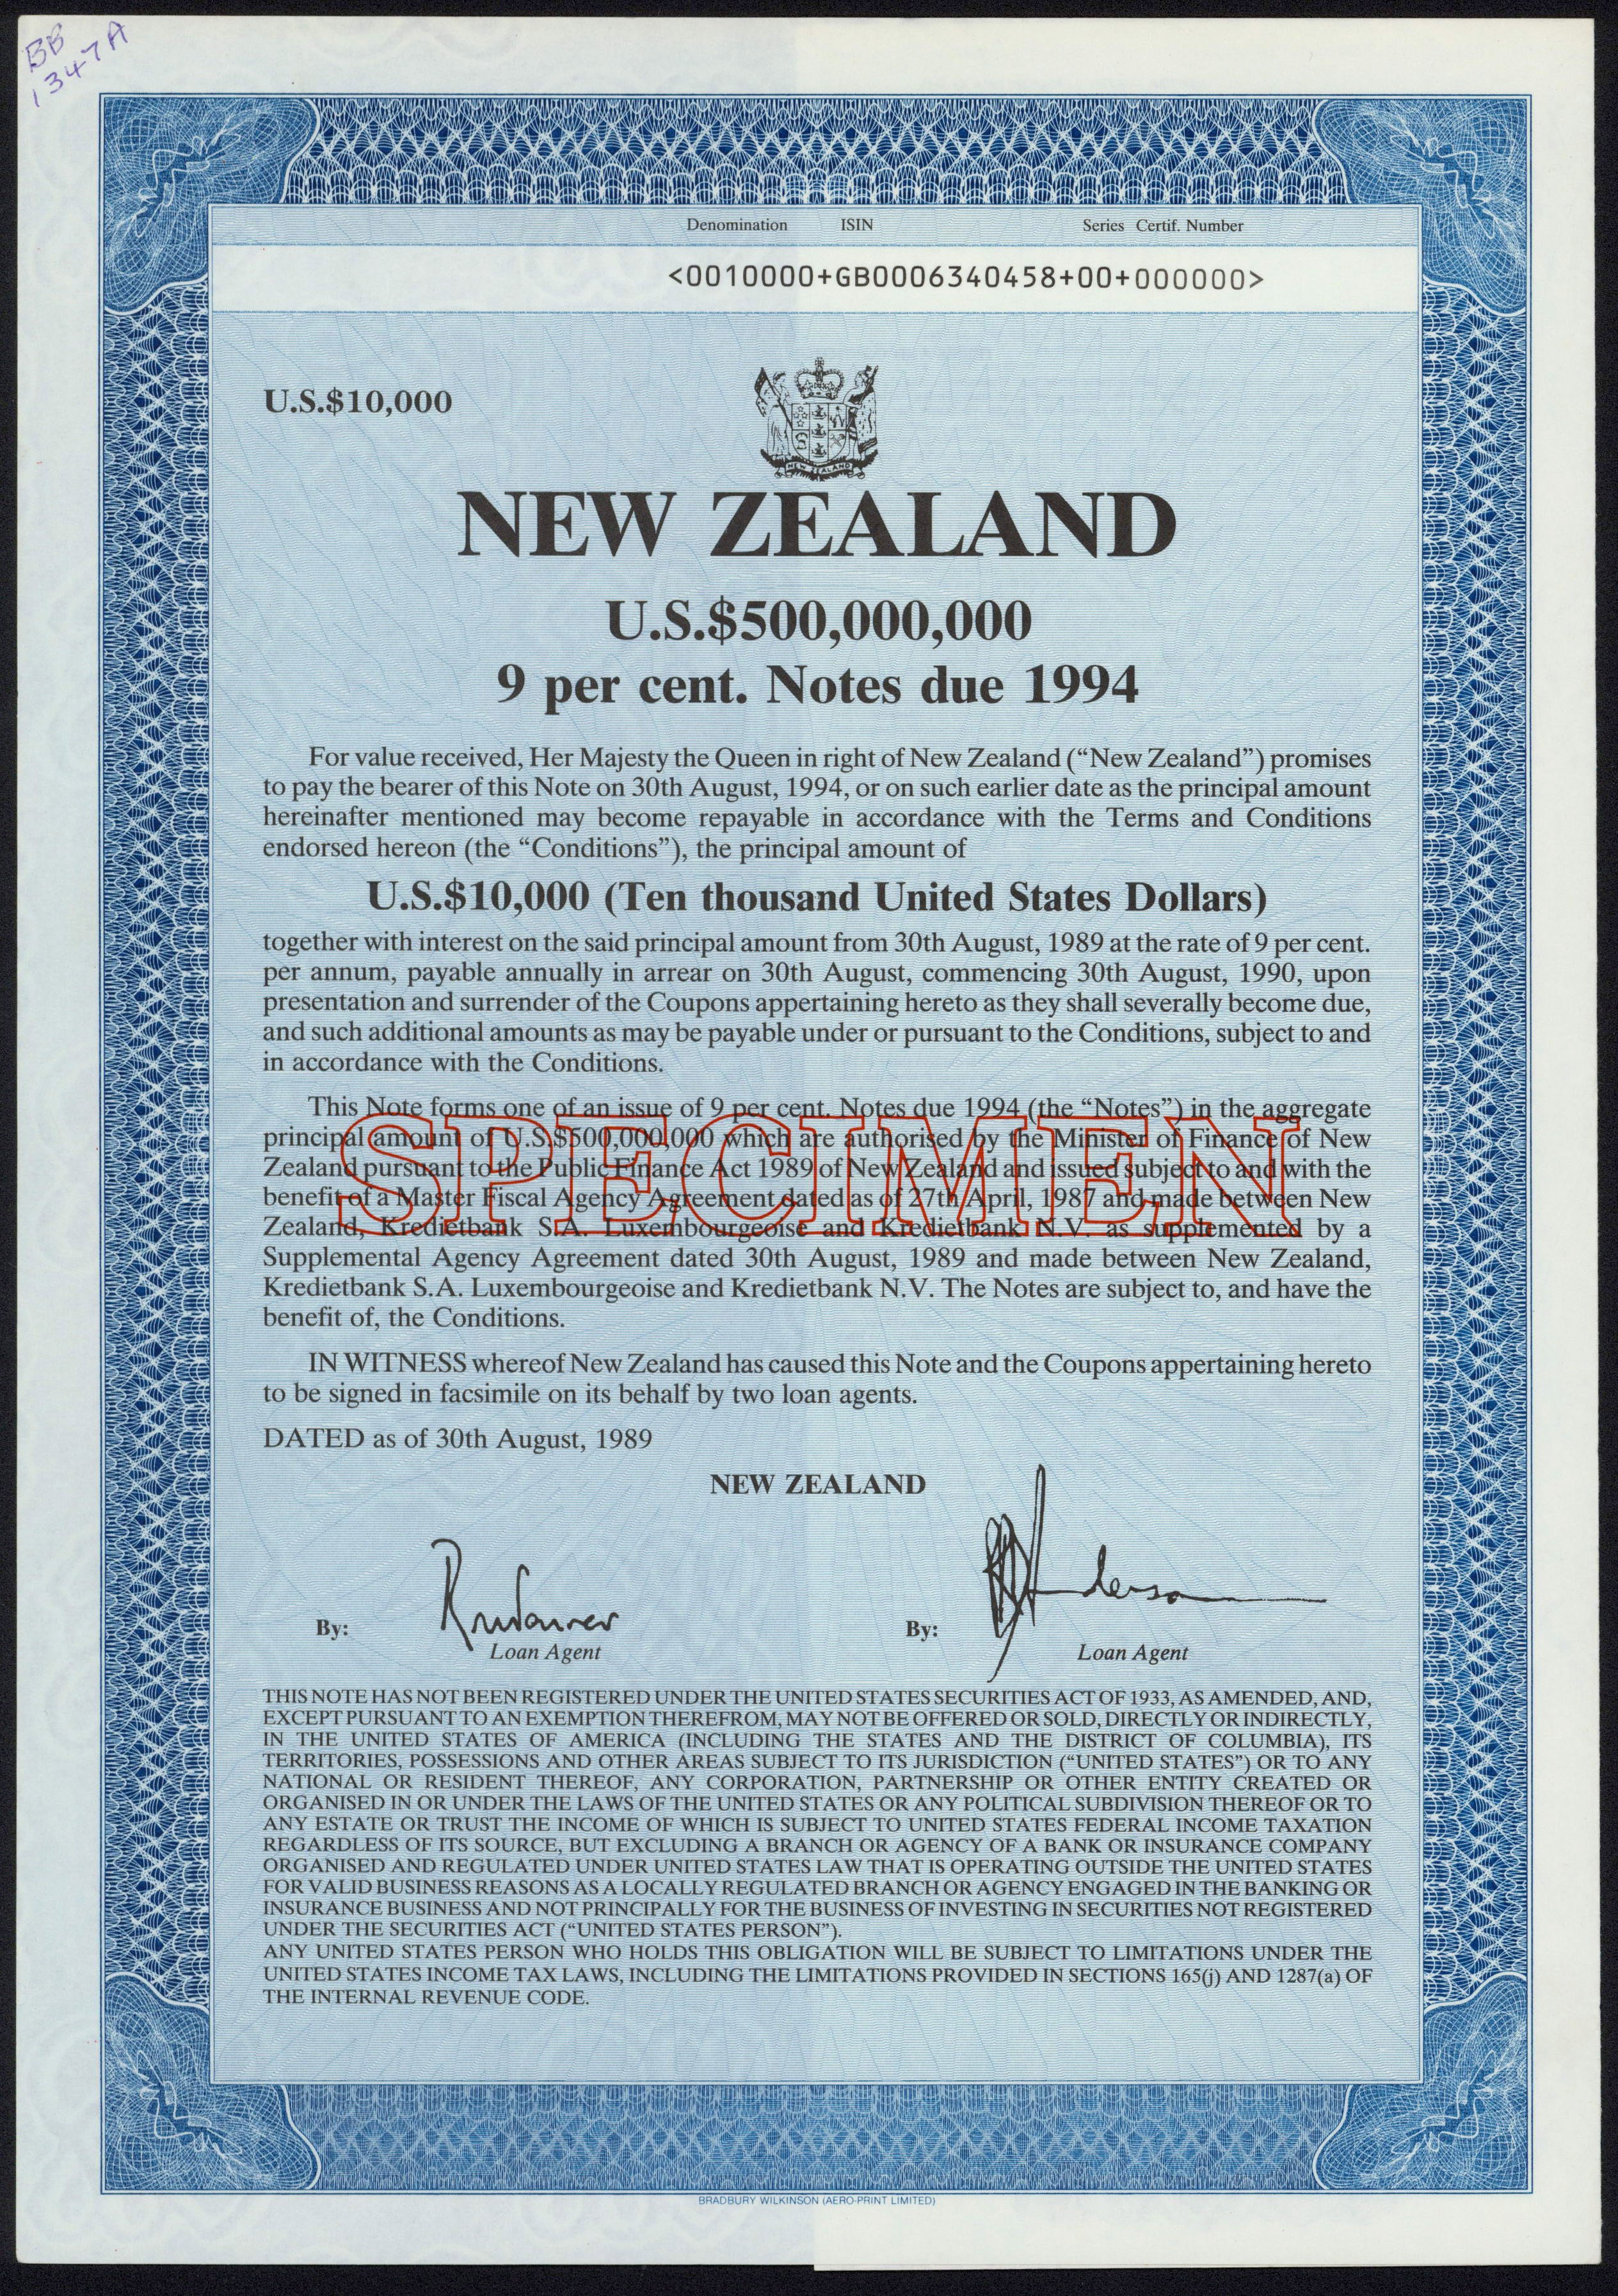 BB
1347A
Denomination ISIN Series Certif. Number
<0010000+GB0006340458+00+000000>
U.S.$10,000
NEW ZEALAND
NEW ZEALAND
U.S.$500,000,000
9 per cent. Notes due 1994
For value received, Her Majesty the Queen in right of New Zealand (“New Zealand”) promises
to pay the bearer of this Note on 30th August, 1994, or on such earlier date as the principal amount
hereinafter mentioned may become repayable in accordance with the Terms and Conditions
endorsed hereon (the “Conditions”), the principal amount of
U.S.$10,000 (Ten thousand United States Dollars)
together with interest on the said principal amount from 30th August, 1989 at the rate of 9 per cent.
per annum, payable annually in arrear on 30th August, commencing 30th August, 1990, upon
presentation and surrender of the Coupons appertaining hereto as they shall severally become due,
and such additional amounts as may be payable under or pursuant to the Conditions, subject to and
in accordance with the Conditions.
This Note forms one of an issue of 9 per cent. Notes due 1994 (the “Notes”) in the aggregate
principal amount of U.S.$500,000,000 which are authorised by the Minister of Finance of New
Zealand pursuant to the Public Finance Act 1989 of New Zealand and issued subject to and with the
SPECIMEN
benefit of a Master Fiscal Agency Agreement dated as of 27th April, 1987 and made between New
Zealand, Kredietbank S.A. Luxembourgeoise and Kredietbank N.V. as supplemented by a
Supplemental Agency Agreement dated 30th August, 1989 and made between New Zealand,
Kredietbank S.A. Luxembourgeoise and Kredietbank N.V. The Notes are subject to, and have the
benefit of, the Conditions.
IN WITNESS whereof New Zealand has caused this Note and the Coupons appertaining hereto
to be signed in facsimile on its behalf by two loan agents.
DATED as of 30th August, 1989
NEW ZEALAND
By: By:
Loan Agent Loan Agent
THIS NOTE HAS NOT BEEN REGISTERED UNDER THE UNITED STATES SECURITIES ACT OF 1933, AS AMENDED, AND,
EXCEPT PURSUANT TO AN EXEMPTION THEREFROM, MAY NOT BE OFFERED OR SOLD, DIRECTLY OR INDIRECTLY,
IN THE UNITED STATES OF AMERICA (INCLUDING THE STATES AND THE DISTRICT OF COLUMBIA), ITS
TERRITORIES, POSSESSIONS AND OTHER AREAS SUBJECT TO ITS JURISDICTION (“UNITED STATES”) OR TO ANY
NATIONAL OR RESIDENT THEREOF, ANY CORPORATION, PARTNERSHIP OR OTHER ENTITY CREATED OR
ORGANISED IN OR UNDER THE LAWS OF THE UNITED STATES OR ANY POLITICAL SUBDIVISION THEREOF OR TO
ANY ESTATE OR TRUST THE INCOME OF WHICH IS SUBJECT TO UNITED STATES FEDERAL INCOME TAXATION
REGARDLESS OF ITS SOURCE, BUT EXCLUDING A BRANCH OR AGENCY OF A BANK OR INSURANCE COMPANY
ORGANISED AND REGULATED UNDER UNITED STATES LAW THAT IS OPERATING OUTSIDE THE UNITED STATES
FOR VALID BUSINESS REASONS AS A LOCALLY REGULATED BRANCH OR AGENCY ENGAGED IN THE BANKING OR
INSURANCE BUSINESS AND NOT PRINCIPALLY FOR THE BUSINESS OF INVESTING IN SECURITIES NOT REGISTERED
UNDER THE SECURITIES ACT (“UNITED STATES PERSON”).
ANY UNITED STATES PERSON WHO HOLDS THIS OBLIGATION WILL BE SUBJECT TO LIMITATIONS UNDER THE
UNITED STATES INCOME TAX LAWS, INCLUDING THE LIMITATIONS PROVIDED IN SECTIONS 165(j) AND 1287(a) OF
THE INTERNAL REVENUE CODE.
BRADBURY WILKINSON (AERO-PRINT LIMITED)